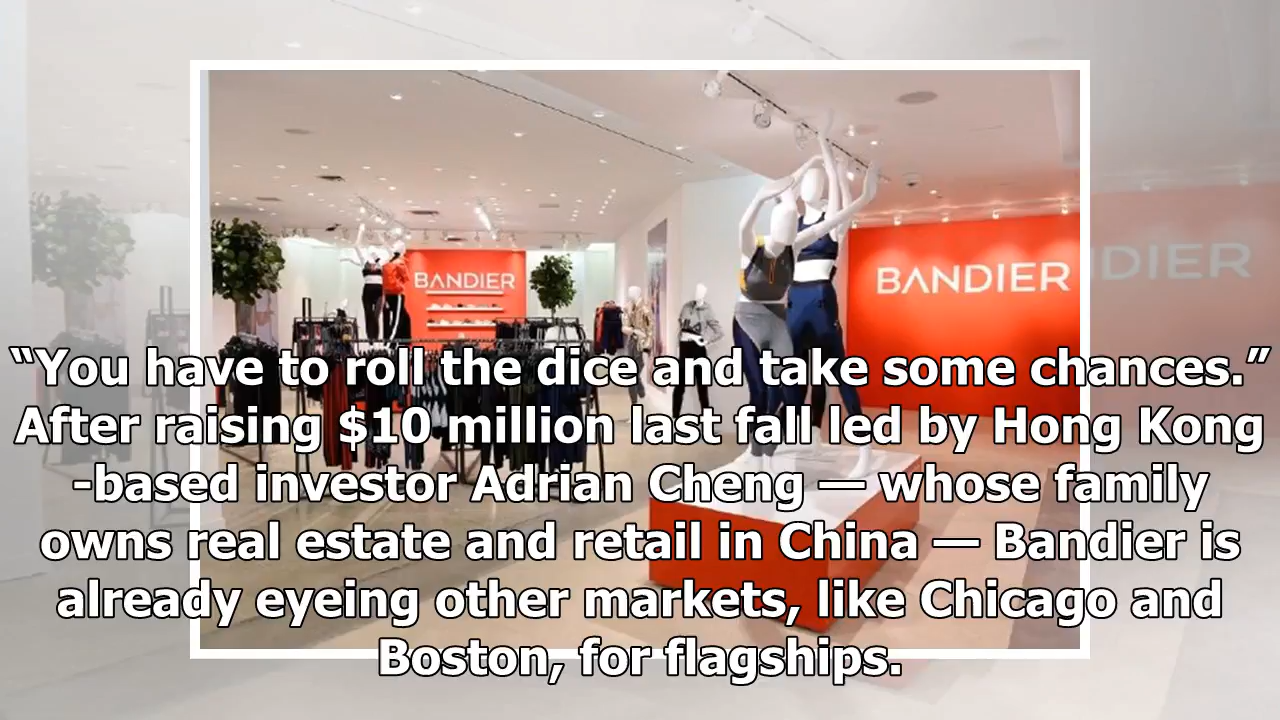 BANDIER
BANDIER
DIER
“You have to roll the dice and take some chances.”
After raising $10 million last fall led by Hong Kong
-based investor Adrian Cheng — whose family
owns real estate and retail in China — Bandier is
already eyeing other markets, like Chicago and
Boston, for flagships.